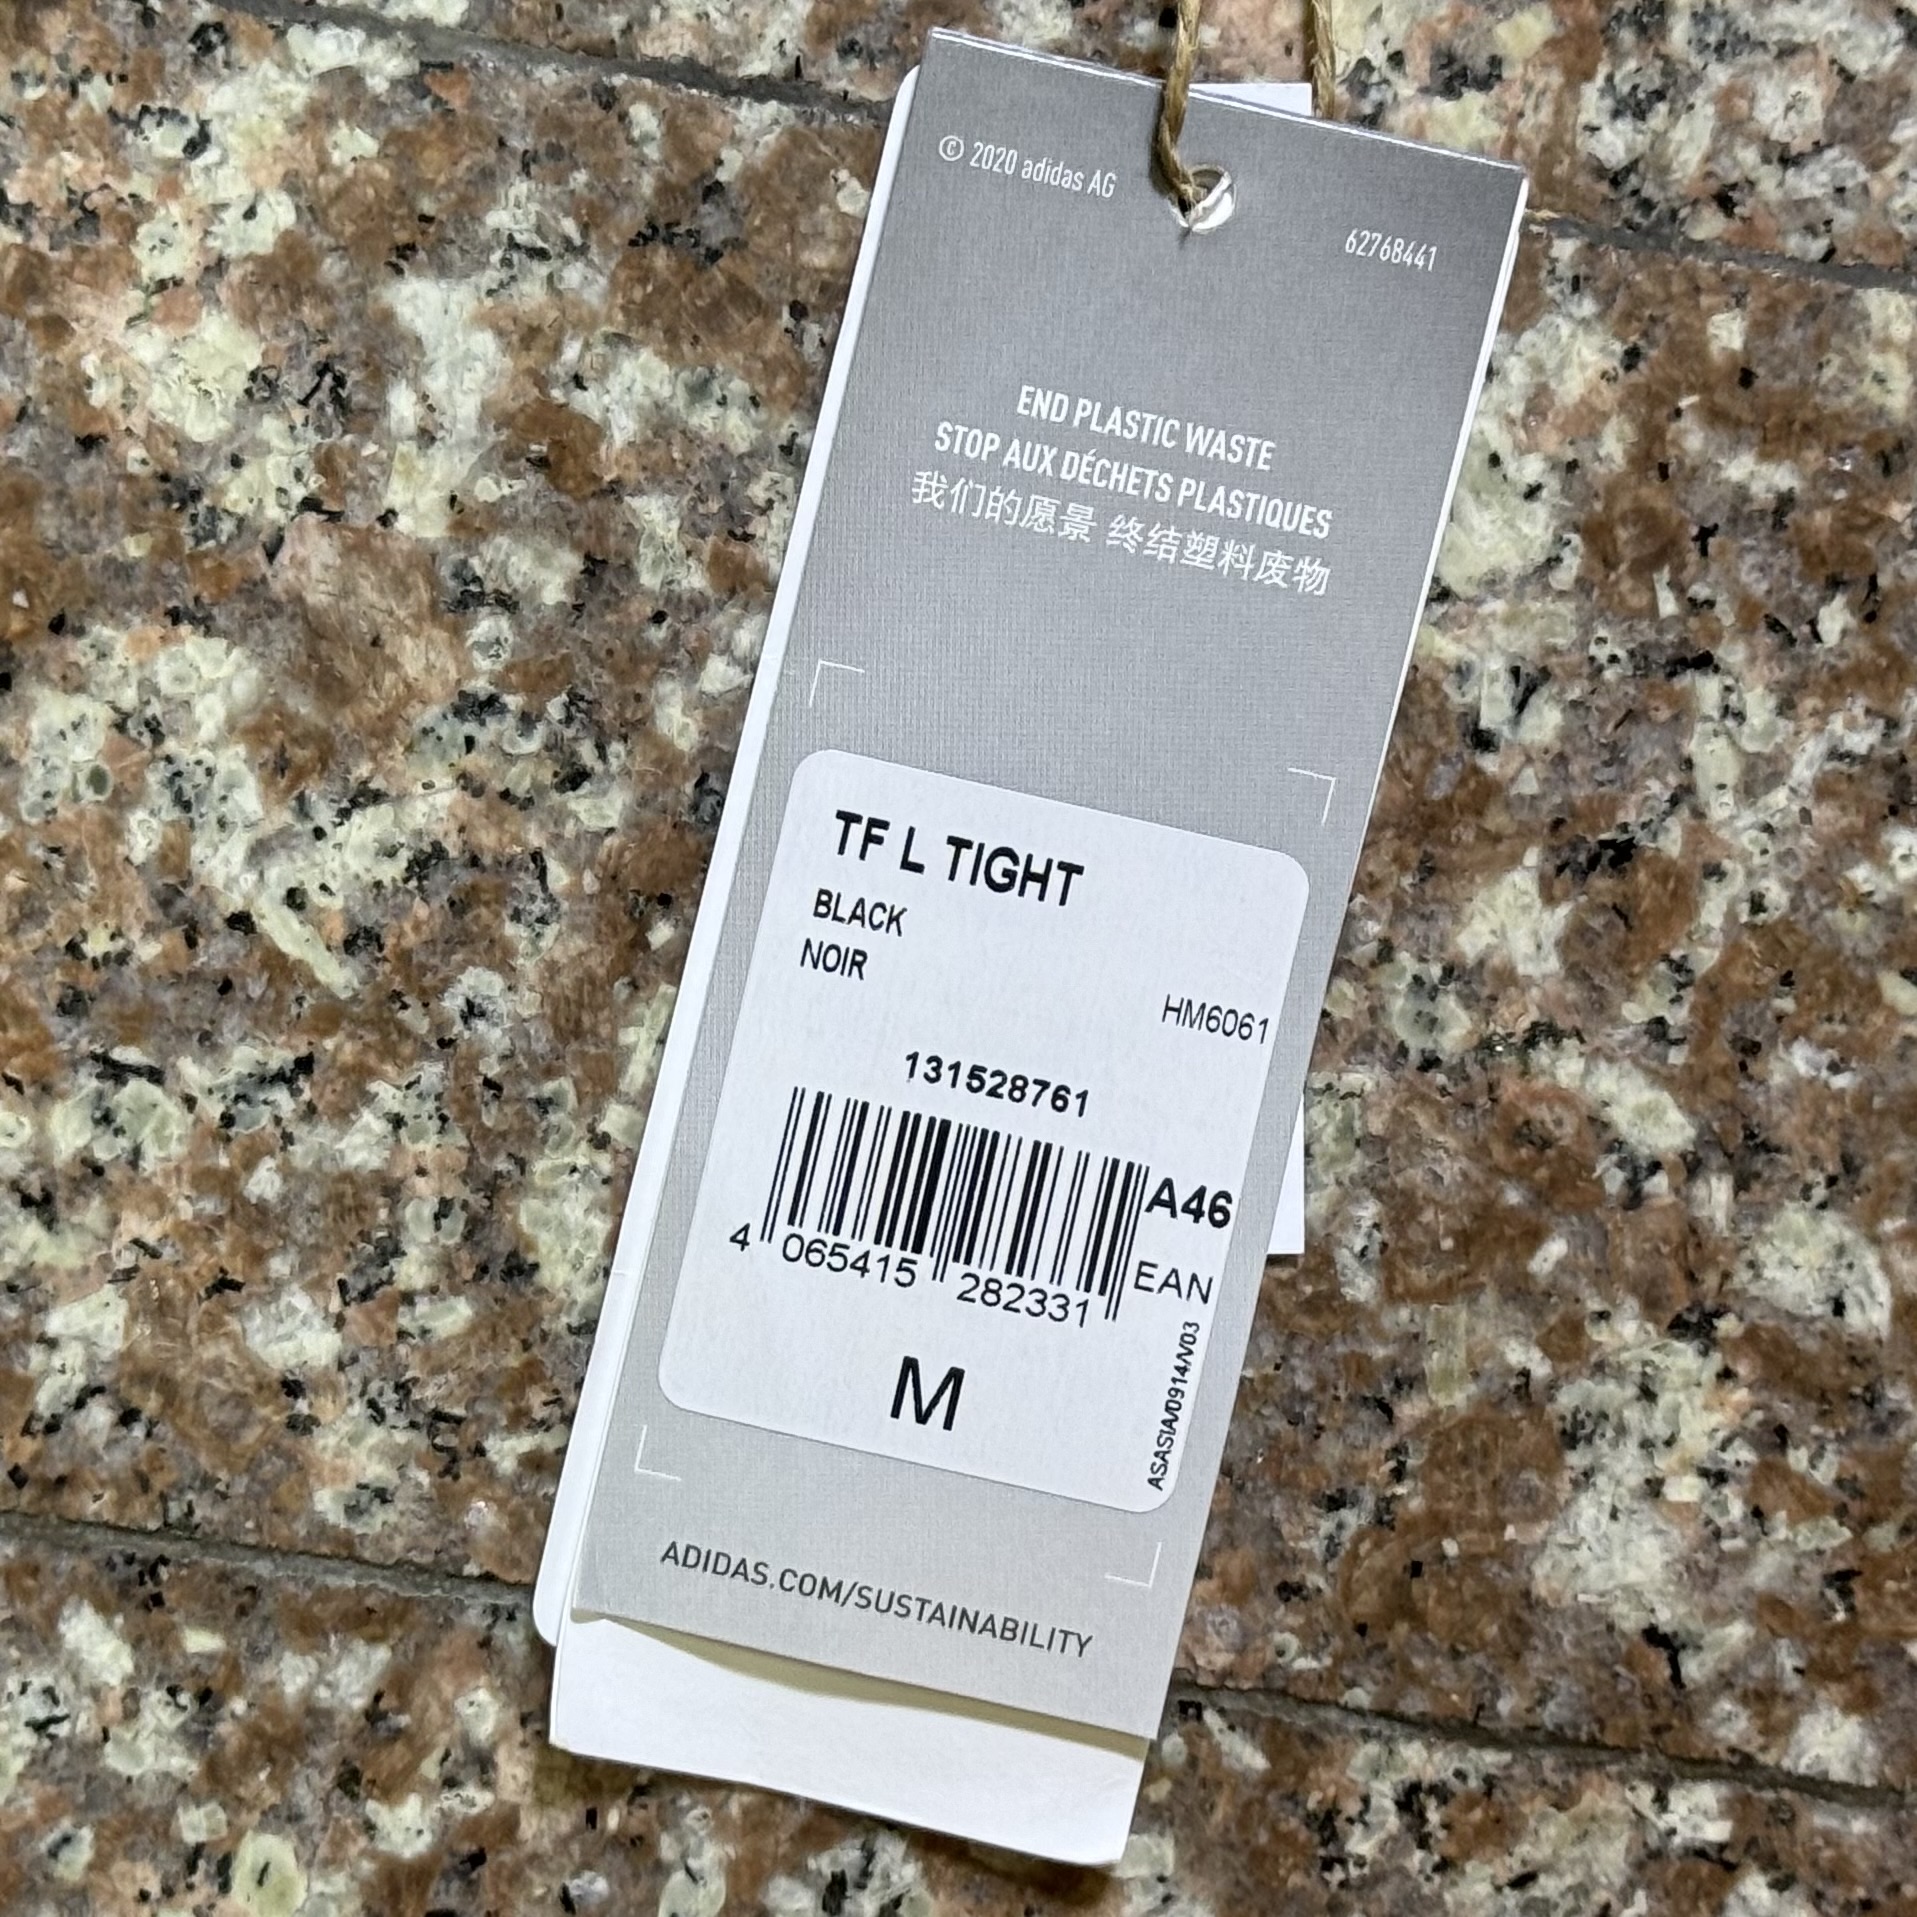 © 2020 adidas AG
62768441
END PLASTIC WASTE
STOP AUX DÉCHETS PLASTIQUES
我们的愿景 终结塑料废物
TF L TIGHT
BLACK
NOIR
HM6061
131528761
A46
4 065415 282331
EAN
M
ASASIA/0914/V03
ADIDAS.COM/SUSTAINABILITY